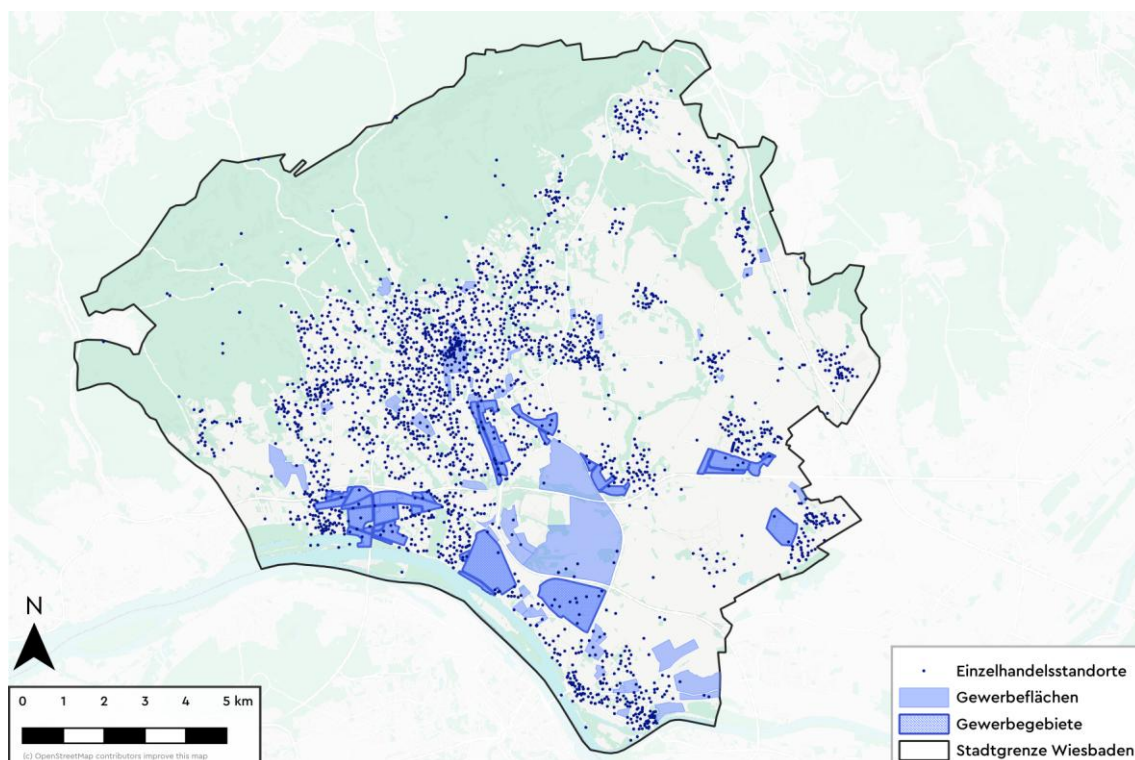 N
0 1 2 3 4 5 km
(c) OpenStreetMap contributors improve this map
Einzelhandelsstandorte
Gewerbeflächen
Gewerbegebiete
Stadtgrenze Wiesbaden